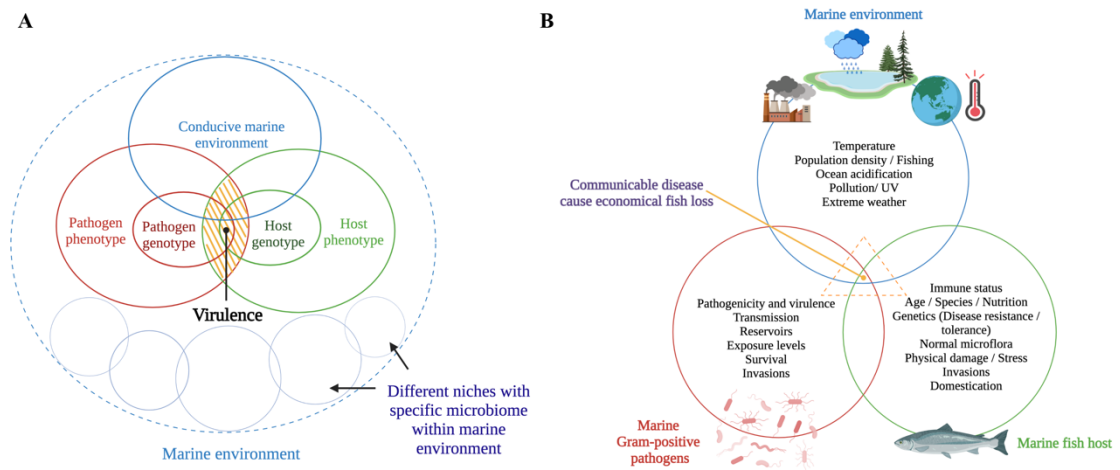 A
Conducive marine
environment
Pathogen
phenotype
Pathogen
genotype
Host
genotype
Host
phenotype
Virulence
Different niches with
specific microbiome
within marine
environment
Marine environment
B
Marine environment
Temperature
Population density / Fishing
Ocean acidification
Pollution/ UV
Extreme weather
Communicable disease
cause economical fish loss
Pathogenicity and virulence
Transmission
Reservoirs
Exposure levels
Survival
Invasions
Immune status
Age / Species / Nutrition
Genetics (Disease resistance /
tolerance)
Normal microflora
Physical damage / Stress
Invasions
Domestication
Marine
Gram-positive
pathogens
Marine fish host